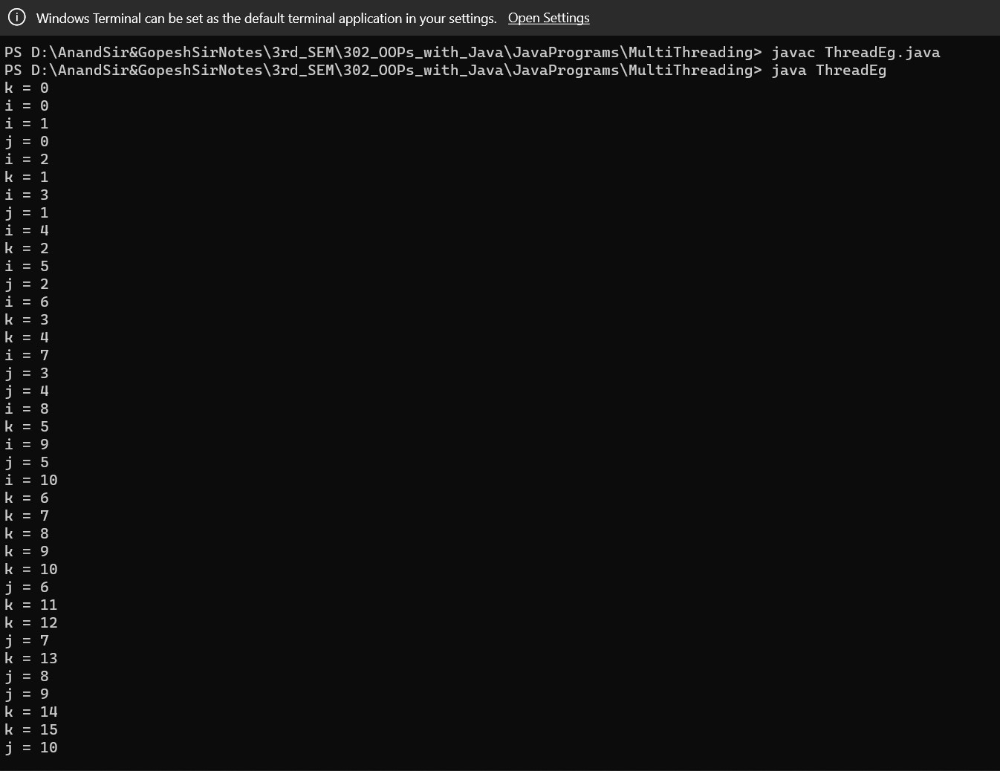 Windows Terminal can be set as the default terminal application in your settings. Open Settings
PS D:\AnandSir&GopeshSirNotes\3rd_SEM\302_OOPs_with_Java\JavaPrograms\MultiThreading> javac ThreadEg.java
PS D:\AnandSir&GopeshSirNotes\3rd_SEM\302_OOPs_with_Java\JavaPrograms\MultiThreading> java ThreadEg
k = 0
i = 0
i = 1
j = 0
i = 2
k = 1
i = 3
j = 1
i = 4
k = 2
i = 5
j = 2
i = 6
k = 3
k = 4
i = 7
j = 3
j = 4
i = 8
k = 5
i = 9
j = 5
i = 10
k = 6
k = 7
k = 8
k = 9
k = 10
j = 6
k = 11
k = 12
j = 7
k = 13
j = 8
j = 9
k = 14
k = 15
j = 10